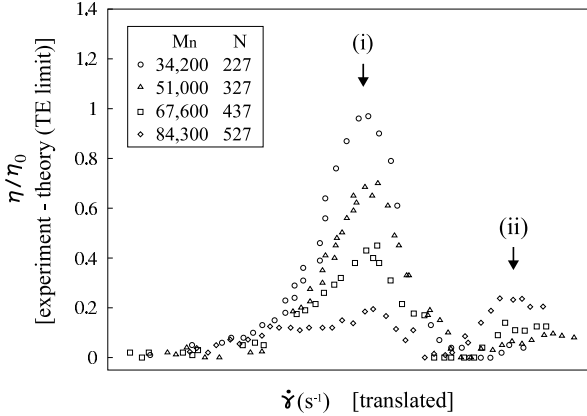 1.4
1.2
1
0.8
0.6
0.4
0.2
0
η/η0
[experiment - theory (TE limit)]
Mn N
34,200 227
51,000 327
67,600 437
84,300 527
(i)
(ii)
γ̇(s-1) [translated]